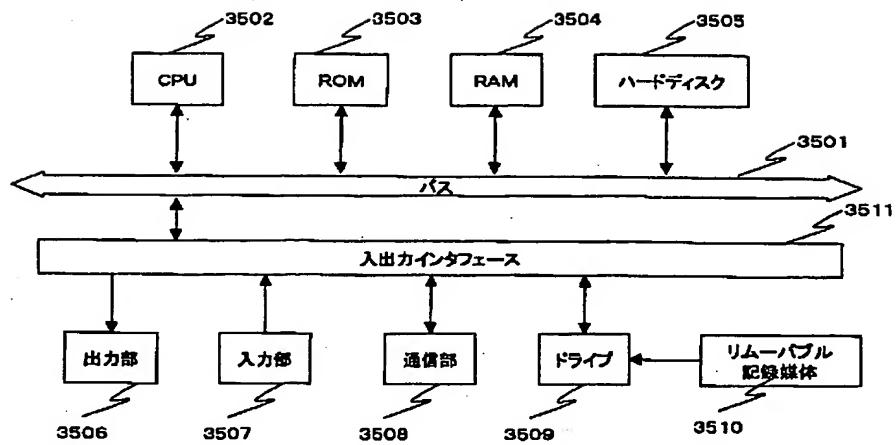 3502
3503
3504
3505
CPU
ROM
RAM
ハードディスク
3501
バス
3511
入出力インタフェース
出力部
入力部
通信部
ドライブ
リムーバブル
記録媒体
3506
3507
3508
3509
3510